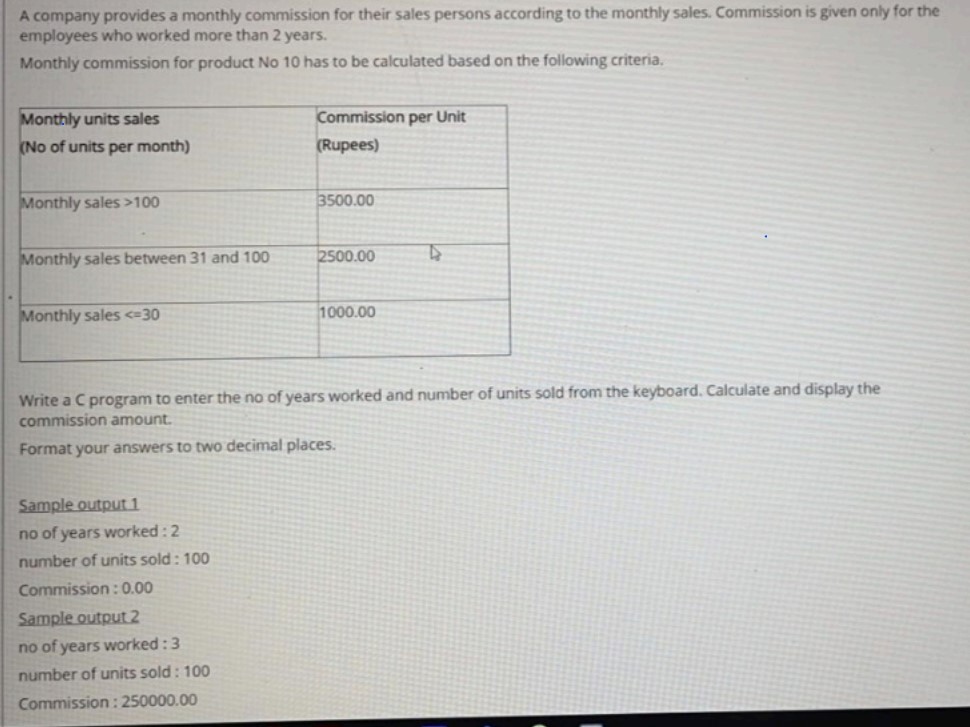 A company provides a monthly commission for their sales persons according to the monthly sales. Commission is given only for the
employees who worked more than 2 years.
Monthly commission for product No 10 has to be calculated based on the following criteria.
Monthly units sales
(No of units per month)
Commission per Unit
(Rupees)
Monthly sales >100
3500.00
Monthly sales between 31 and 100
2500.00
Monthly sales <=30
1000.00
Write a C program to enter the no of years worked and number of units sold from the keyboard. Calculate and display the
commission amount.
Format your answers to two decimal places.
Sample output 1
no of years worked : 2
number of units sold : 100
Commission : 0.00
Sample output 2
no of years worked : 3
number of units sold : 100
Commission : 250000.00